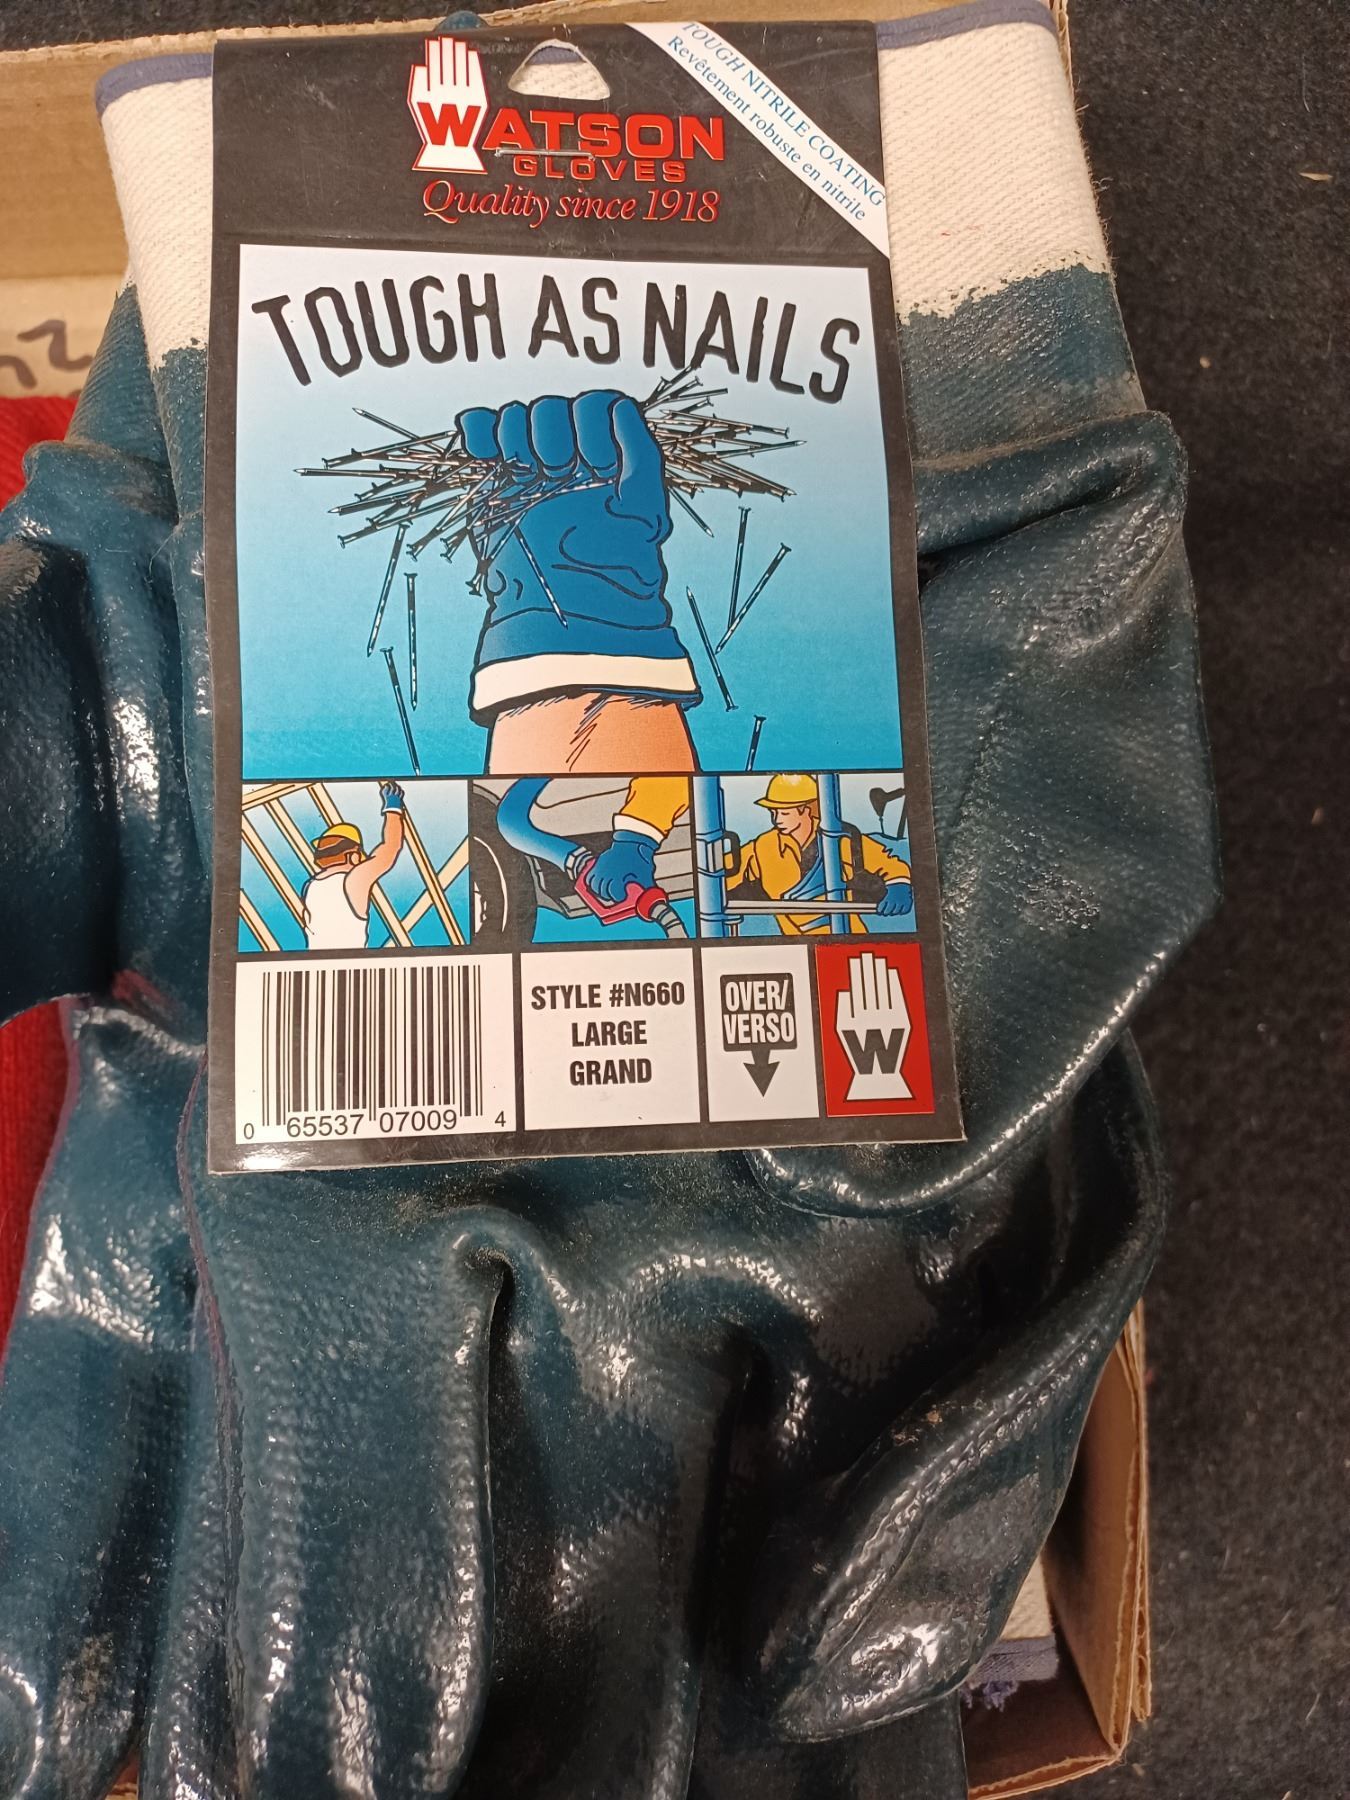 WATSON
GLOVES
Quality since 1918
TOUGH NITRILE COATING
Revêtement robuste en nitrile
TOUGH AS NAILS
STYLE #N660
LARGE
GRAND
OVER/
VERSO
W
0 65537 07009 4